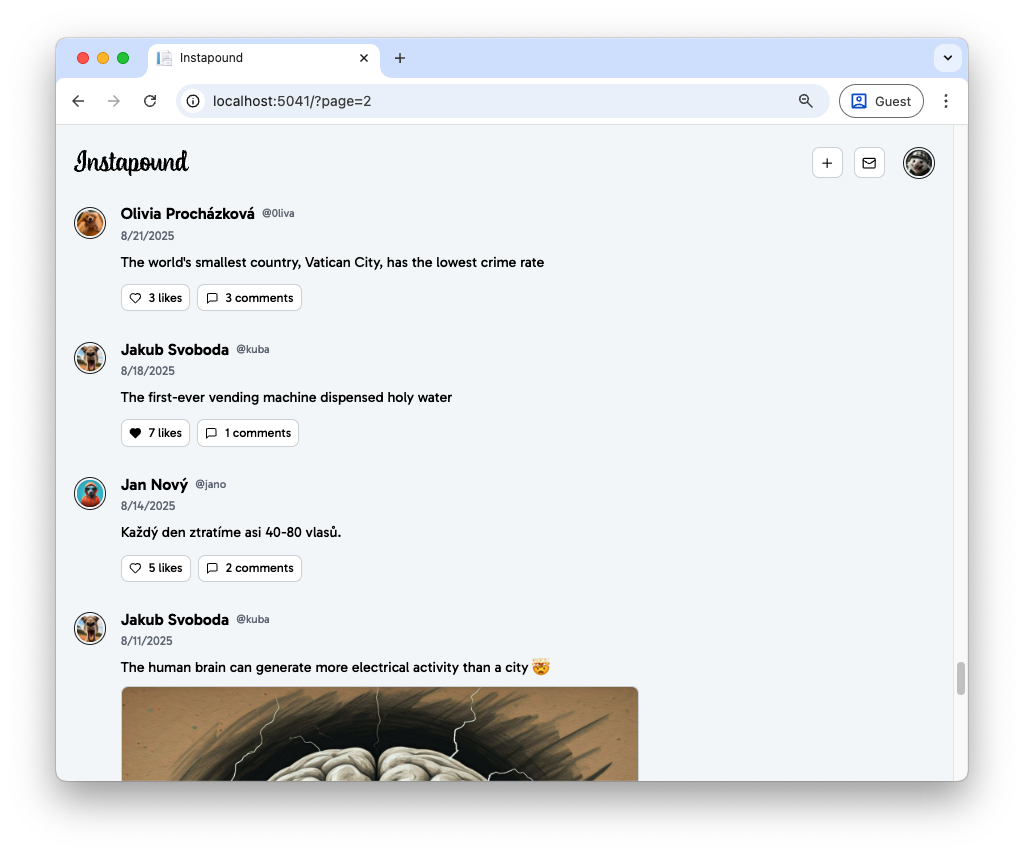 Instapound
localhost:5041/?page=2
Guest
Instapound
Olivia Procházková @0liva
8/21/2025
The world's smallest country, Vatican City, has the lowest crime rate
3 likes 3 comments
Jakub Svoboda @kuba
8/18/2025
The first-ever vending machine dispensed holy water
7 likes 1 comments
Jan Nový @jano
8/14/2025
Každý den ztratíme asi 40-80 vlasů.
5 likes 2 comments
Jakub Svoboda @kuba
8/11/2025
The human brain can generate more electrical activity than a city 🤯